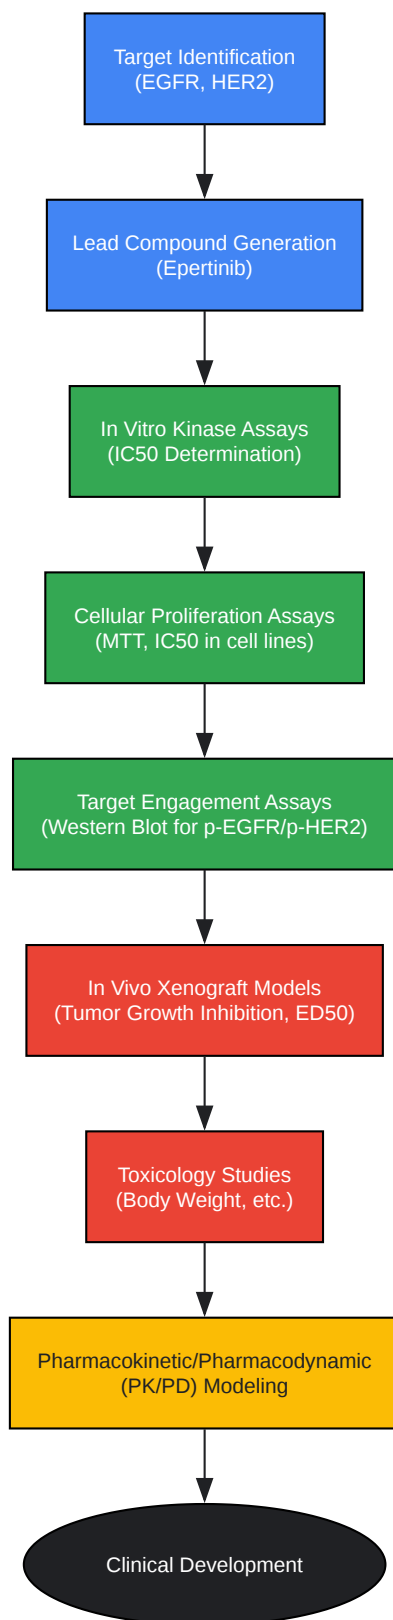 Target Identification
(EGFR, HER2)
Lead Compound Generation
(Epertinib)
In Vitro Kinase Assays
(IC50 Determination)
Cellular Proliferation Assays
(MTT, IC50 in cell lines)
Target Engagement Assays
(Western Blot for p-EGFR/p-HER2)
In Vivo Xenograft Models
(Tumor Growth Inhibition, ED50)
Toxicology Studies
(Body Weight, etc.)
Pharmacokinetic/Pharmacodynamic
(PK/PD) Modeling
Clinical Development